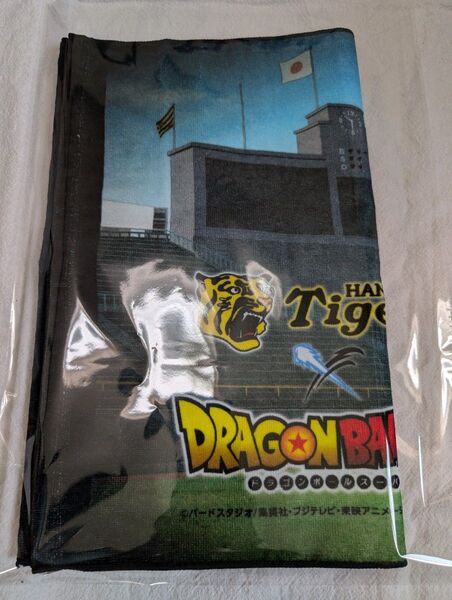 HAN
Tige
DRAGON BA
ドラゴンボールスーパ
©バードスタジオ/集英社・フジテレビ・東映アニメー